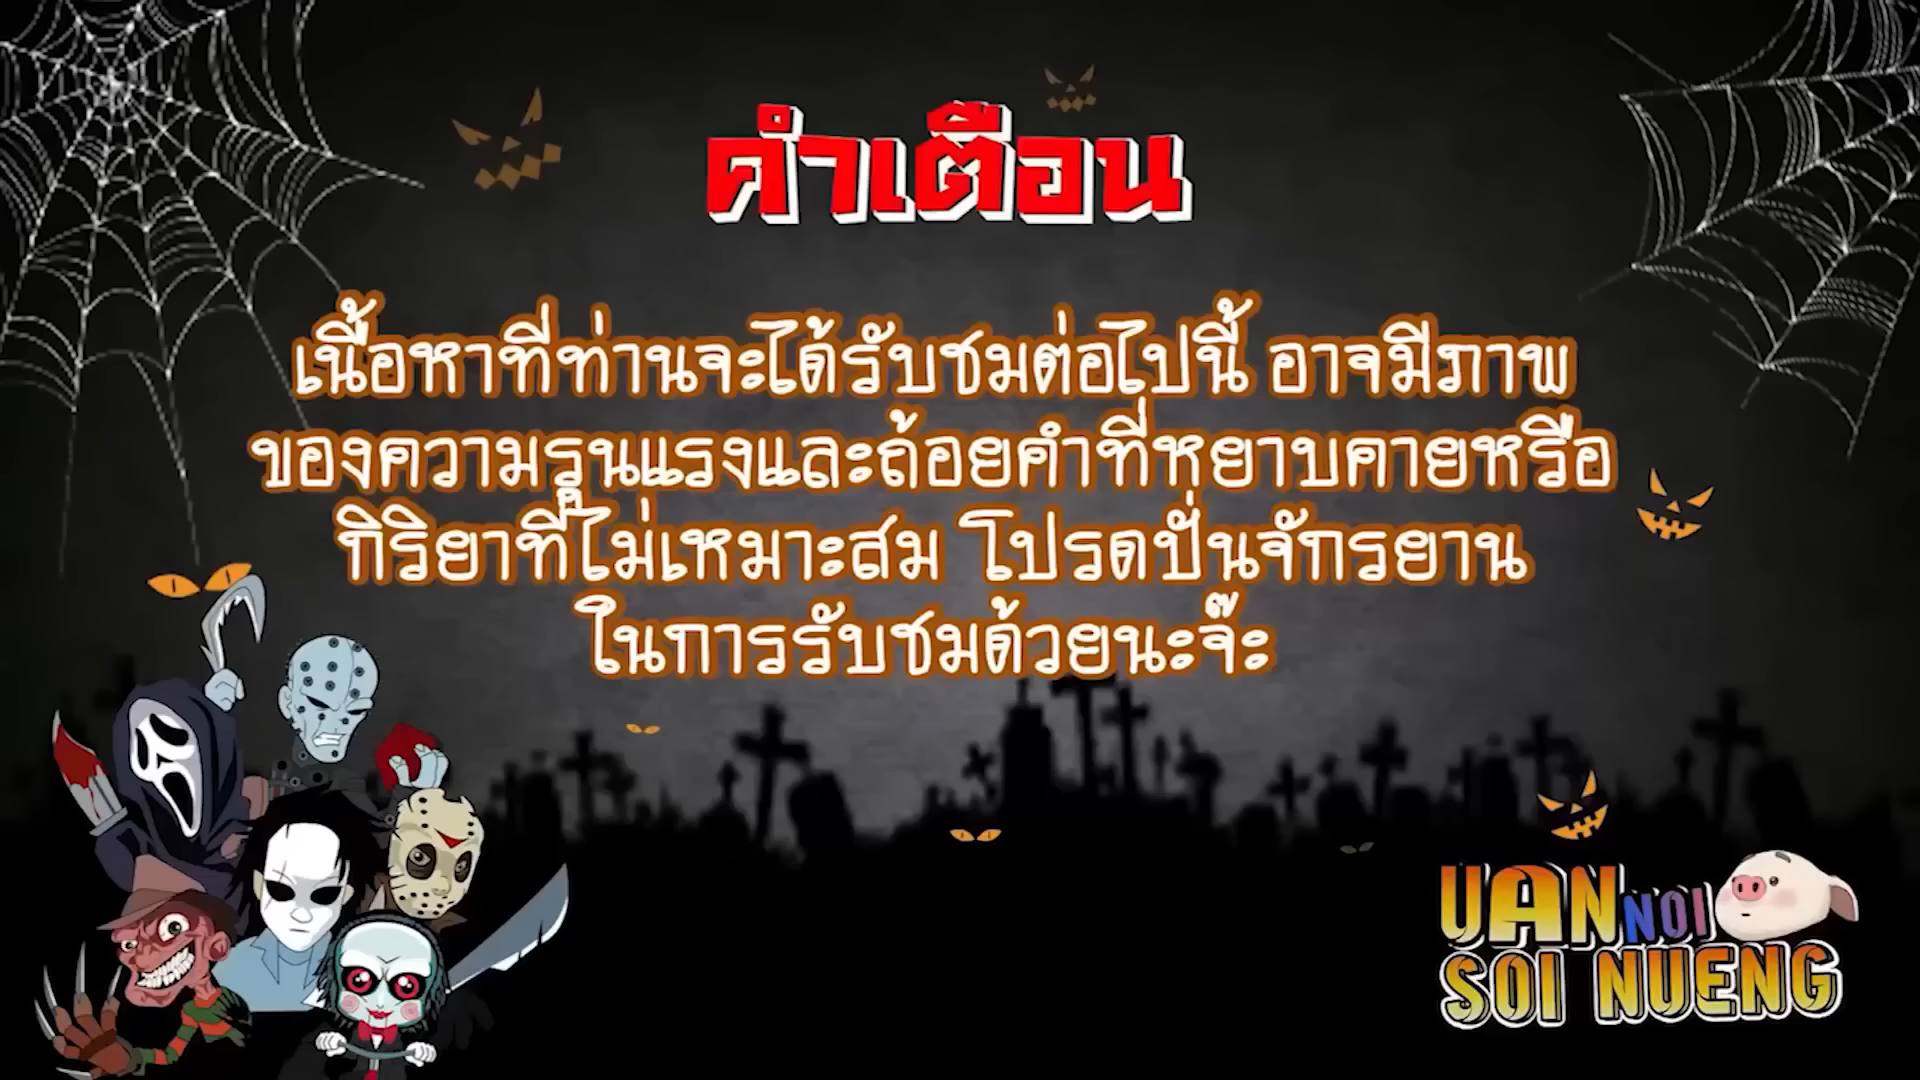 คำเตือน
เนื้อหาที่ท่านจะได้รับชมต่อไปนี้ อาจมีภาพ
ของความรุนแรงและถ้อยคำที่หยาบคายหรือ
กิริยาที่ไม่เหมาะสม โปรดปั่นจักรยาน
ในการรับชมด้วยนะจ๊ะ
UAN NOI
SOI NUENG